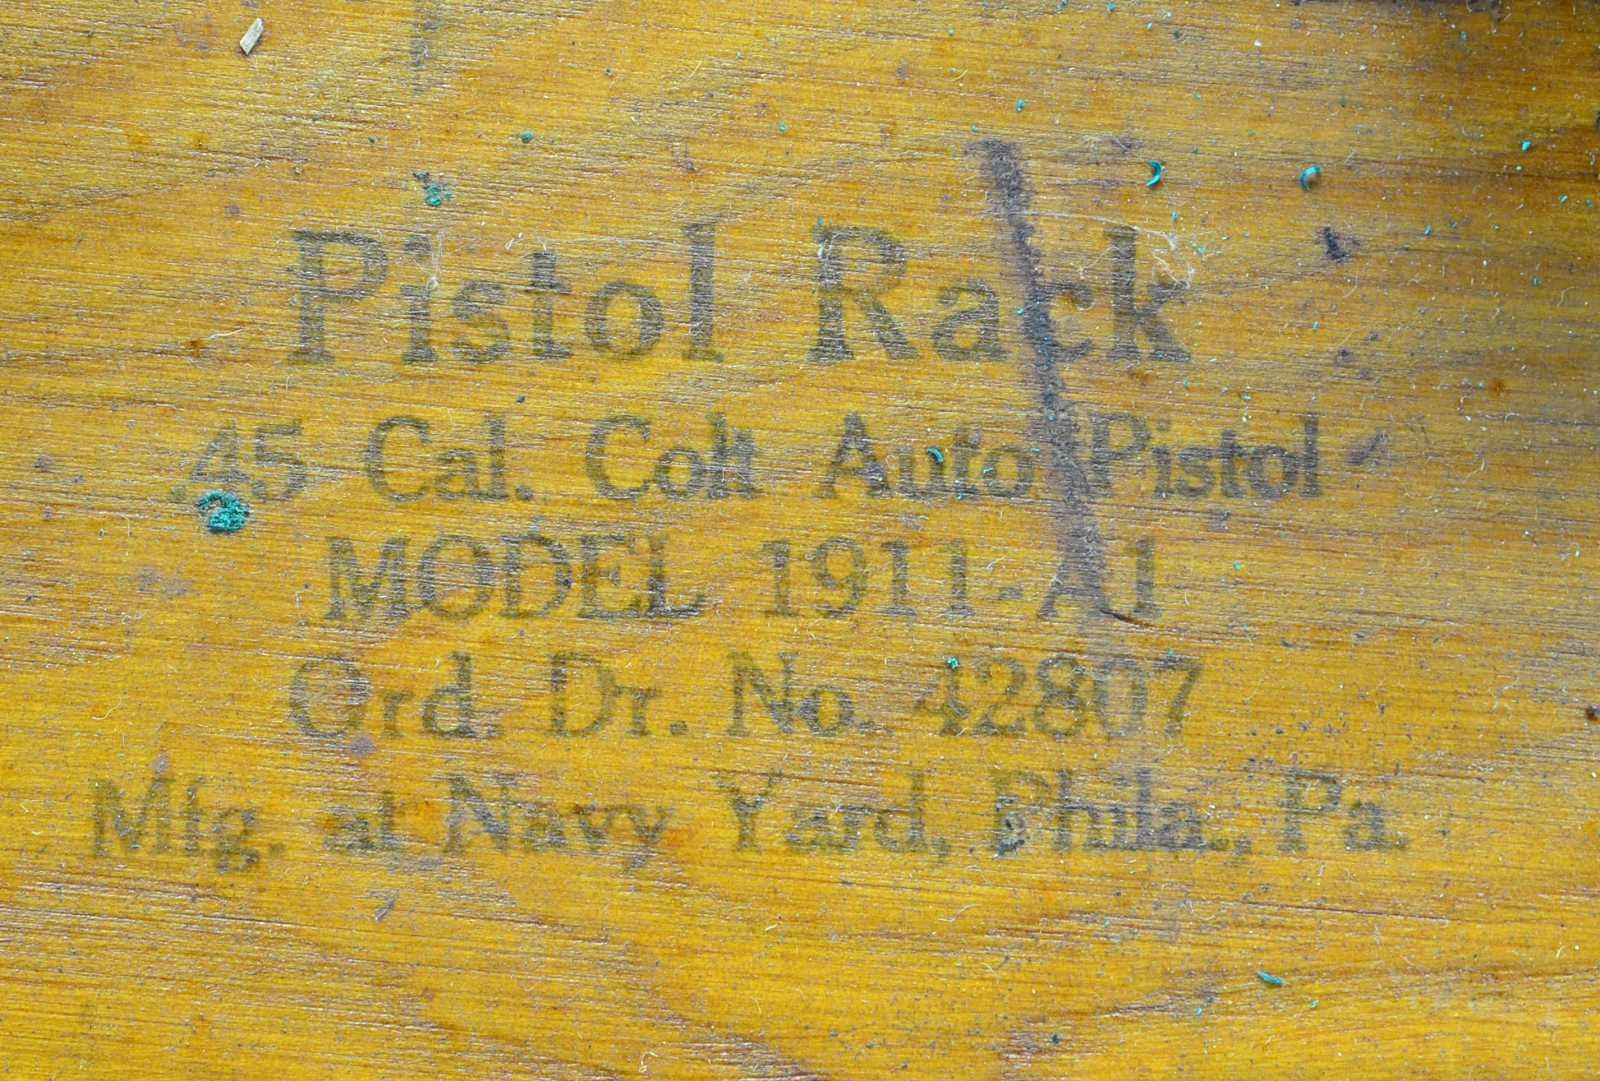 Pistol Rack
.45 Cal. Colt Auto Pistol
MODEL 1911-A1
Ord. Dr. No. 42807
Mfg. at Navy Yard, Phila., Pa.